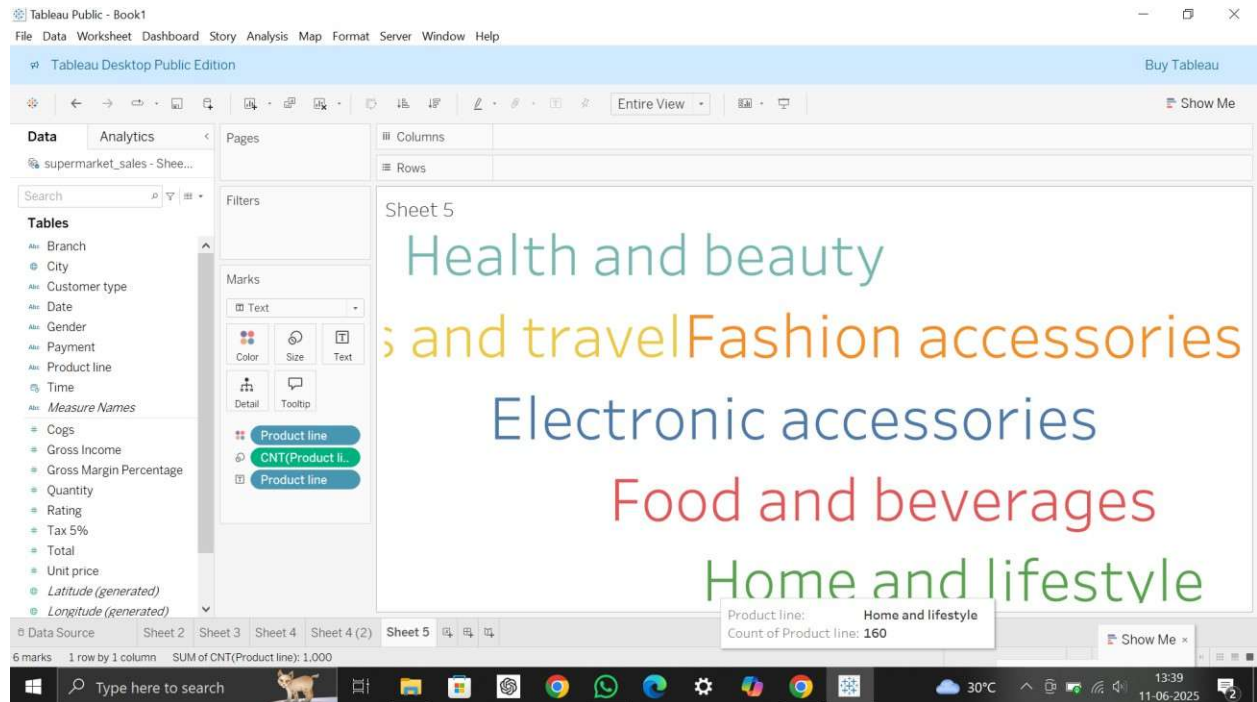 Tableau Public - Book1
File Data Worksheet Dashboard Story Analysis Map Format Server Window Help
Tableau Desktop Public Edition Buy Tableau
Entire View Show Me
Data Analytics Pages Columns
supermarket_sales - Shee... Rows
Search Filters
Tables
Sheet 5
Branch
City
Customer type
Date
Gender
Payment
Product line
Time
Measure Names
Cogs
Gross Income
Gross Margin Percentage
Quantity
Rating
Tax 5%
Total
Unit price
Latitude (generated)
Longitude (generated)
Marks
Text
Color Size Text
Detail Tooltip
Product line
CNT(Product li..
Product line
Health and beauty
s and travel Fashion accessories
Electronic accessories
Food and beverages
Home and lifestyle
Product line: Home and lifestyle
Count of Product line: 160
Data Source Sheet 2 Sheet 3 Sheet 4 Sheet 4 (2) Sheet 5
Show Me ×
6 marks 1 row by 1 column SUM of CNT(Product line): 1,000
Type here to search
30°C
13:39
11-06-2025
2